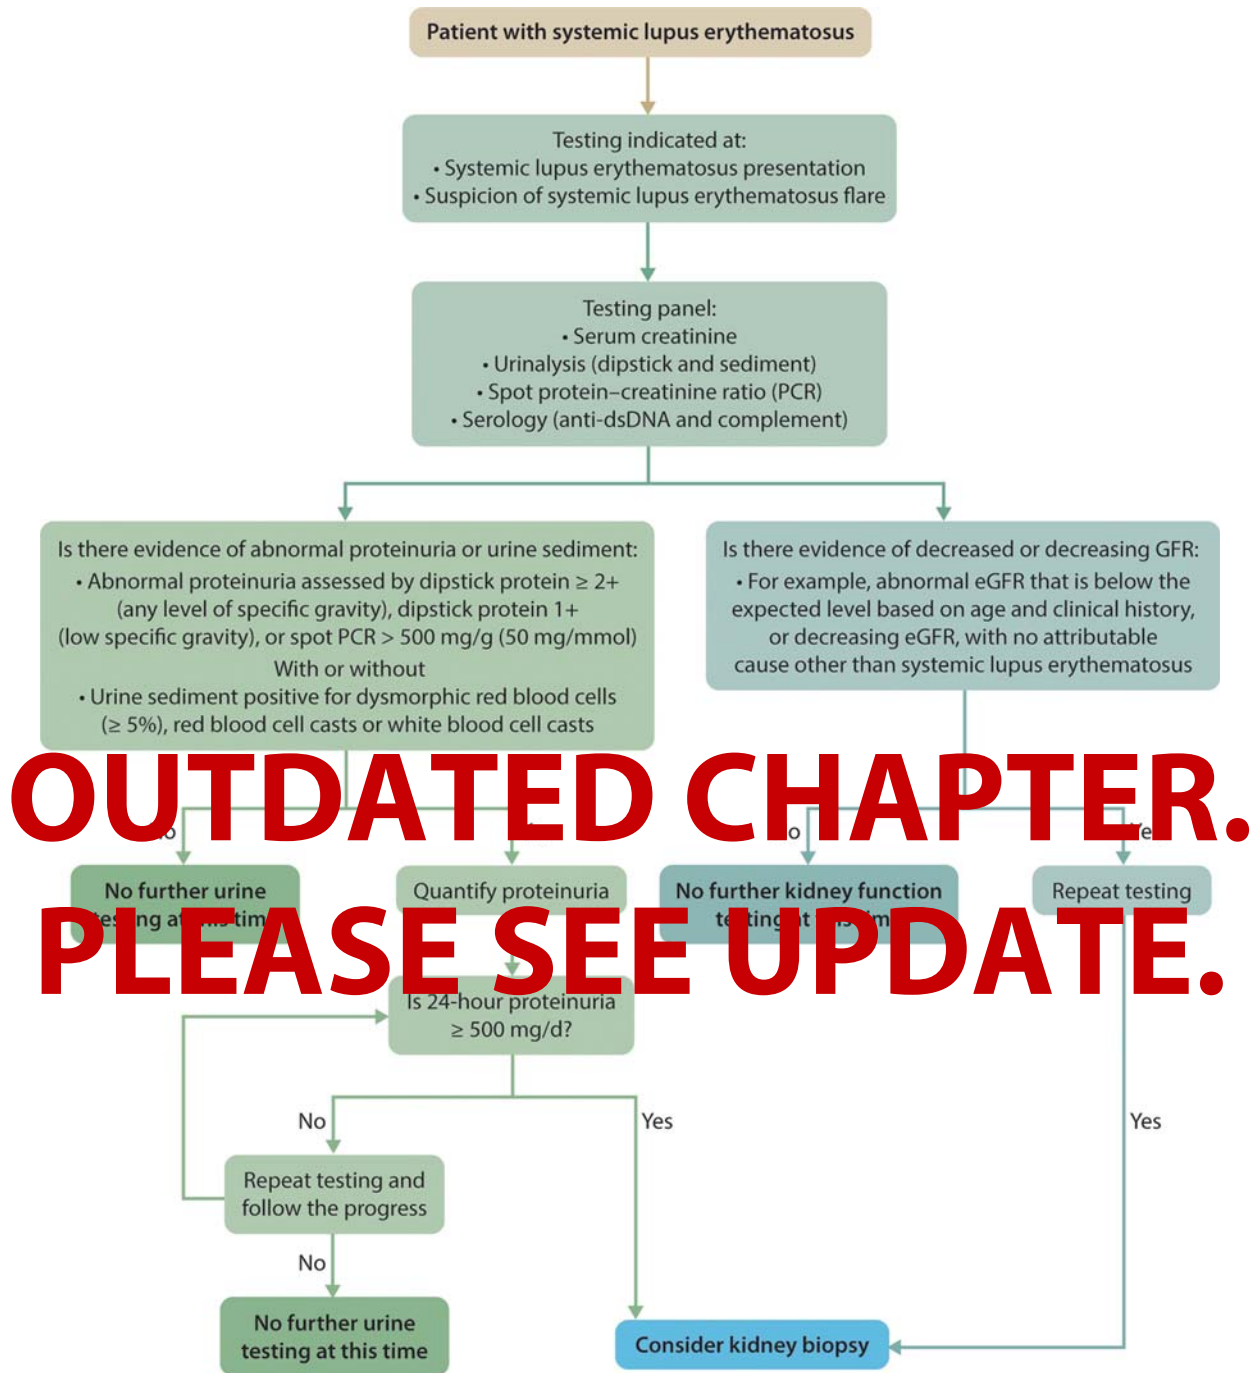 Patient with systemic lupus erythematosus
Testing indicated at:
• Systemic lupus erythematosus presentation
• Suspicion of systemic lupus erythematosus flare
Testing panel:
• Serum creatinine
• Urinalysis (dipstick and sediment)
• Spot protein–creatinine ratio (PCR)
• Serology (anti-dsDNA and complement)
Is there evidence of abnormal proteinuria or urine sediment:
• Abnormal proteinuria assessed by dipstick protein ≥ 2+
(any level of specific gravity), dipstick protein 1+
(low specific gravity), or spot PCR > 500 mg/g (50 mg/mmol)
With or without
• Urine sediment positive for dysmorphic red blood cells
(≥ 5%), red blood cell casts or white blood cell casts
Is there evidence of decreased or decreasing GFR:
• For example, abnormal eGFR that is below the
expected level based on age and clinical history,
or decreasing eGFR, with no attributable
cause other than systemic lupus erythematosus
OUTDATED CHAPTER.
No further urine
testing at this time
Quantify proteinuria
No further kidney function
testing at this time
Repeat testing
PLEASE SEE UPDATE.
Is 24-hour proteinuria
≥ 500 mg/d?
No
Yes
Yes
Repeat testing and
follow the progress
No
No further urine
testing at this time
Consider kidney biopsy